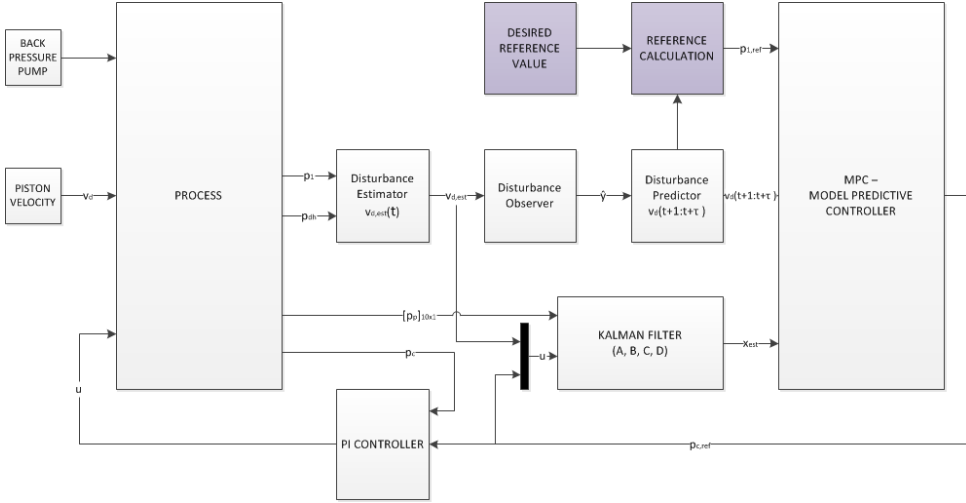 BACK
PRESSURE
PUMP
DESIRED
REFERENCE
VALUE
REFERENCE
CALCULATION
p1,ref
PISTON
VELOCITY
vd
PROCESS
p1
pdh
Disturbance
Estimator
vd,est(t)
vd,est
Disturbance
Observer
ŷ
Disturbance
Predictor
vd(t+1:t+τ )
vd(t+1:t+τ )
MPC –
MODEL PREDICTIVE
CONTROLLER
[pp]10x1
KALMAN FILTER
(A, B, C, D)
xest
pc
u
u
PI CONTROLLER
pc,ref